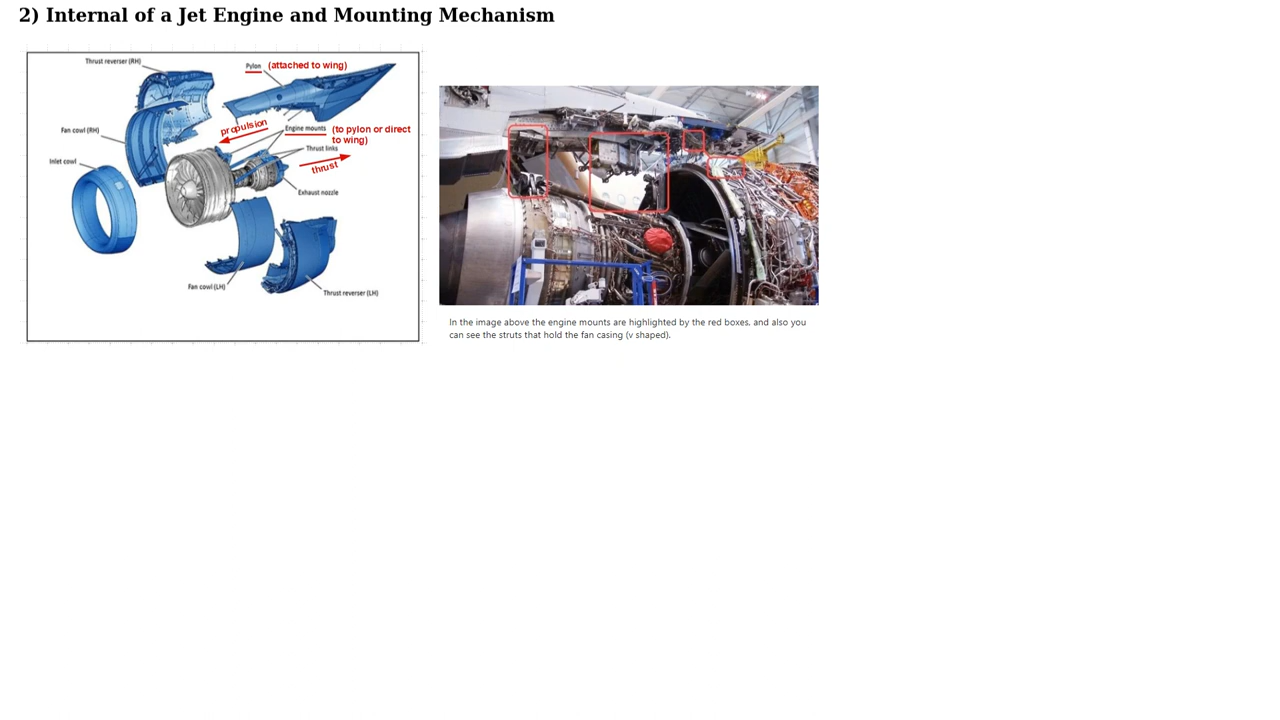 2) Internal of a Jet Engine and Mounting Mechanism
Thrust reverser (RH)
Pylon (attached to wing)
Fan cowl (RH)
propulsion
Engine mounts (to pylon or direct
to wing)
Thrust links
Inlet cowl
thrust
Exhaust nozzle
Fan cowl (LH)
Thrust reverser (LH)
In the image above the engine mounts are highlighted by the red boxes, and also you
can see the struts that hold the fan casing (v shaped).